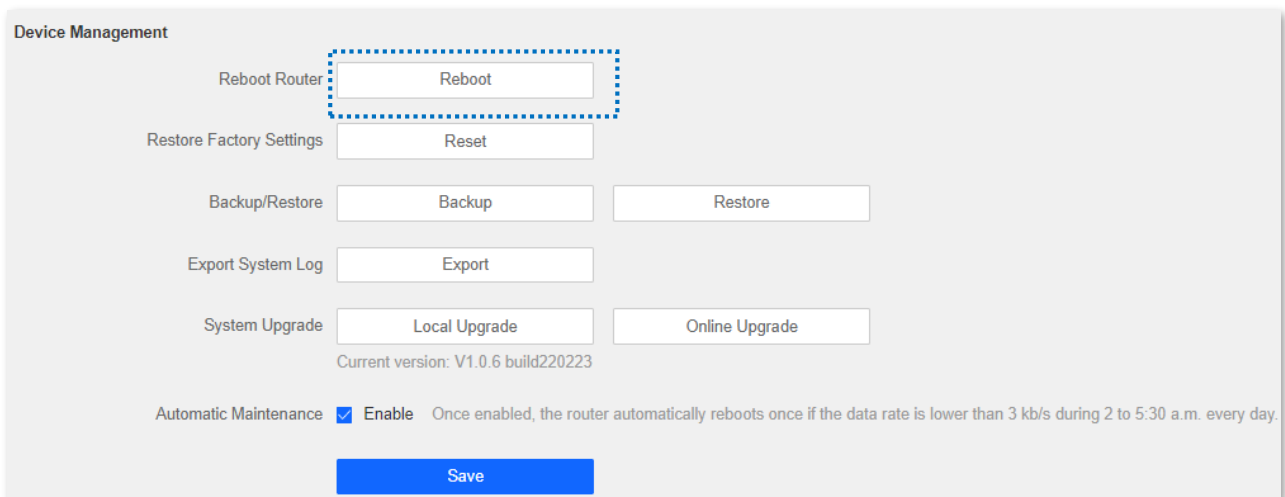 Device Management
Reboot Router Reboot
Restore Factory Settings Reset
Backup/Restore Backup Restore
Export System Log Export
System Upgrade Local Upgrade Online Upgrade
Current version: V1.0.6 build220223
Automatic Maintenance Enable Once enabled, the router automatically reboots once if the data rate is lower than 3 kb/s during 2 to 5:30 a.m. every day.
Save